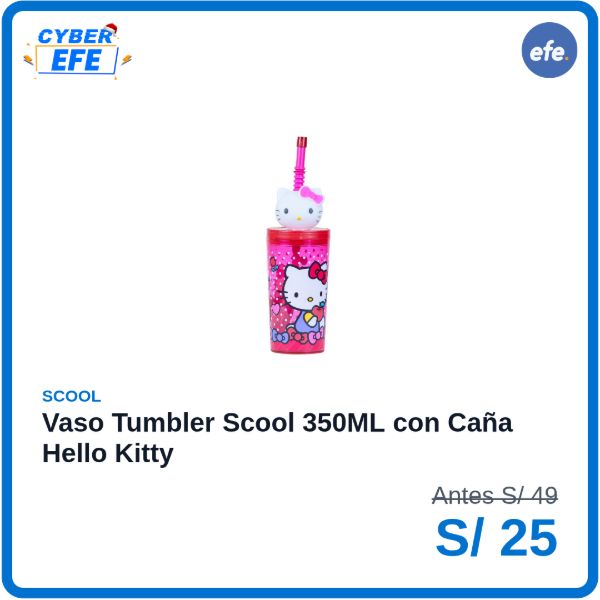 CYBER
EFE
efe.
SCOOL
Vaso Tumbler Scool 350ML con Caña
Hello Kitty
Antes S/ 49
S/ 25